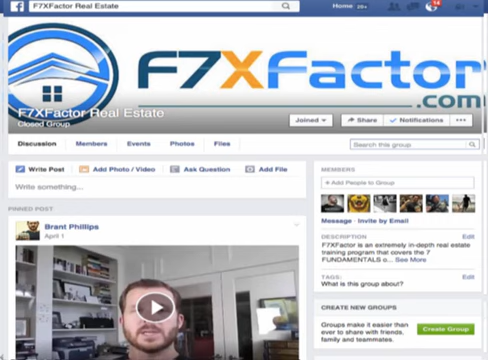 F7XFactor Real Estate
Home 20+
54
F7XFactor
.com
F7XFactor Real Estate
Closed Group
Joined
Share
Notifications
Discussion Members Events Photos Files
Search this group
Write Post Add Photo / Video Ask Question Add File
Write something...
PINNED POST
Brant Phillips
April 1
MEMBERS
+ Add People to Group
Message · Invite by Email
DESCRIPTION Edit
F7XFactor is an extremely in-depth real estate
training program that covers the 7
FUNDAMENTALS o... See More
TAGS: Edit
What is this group about?
CREATE NEW GROUPS
Groups make it easier than
ever to share with friends,
family and teammates.
Create Group